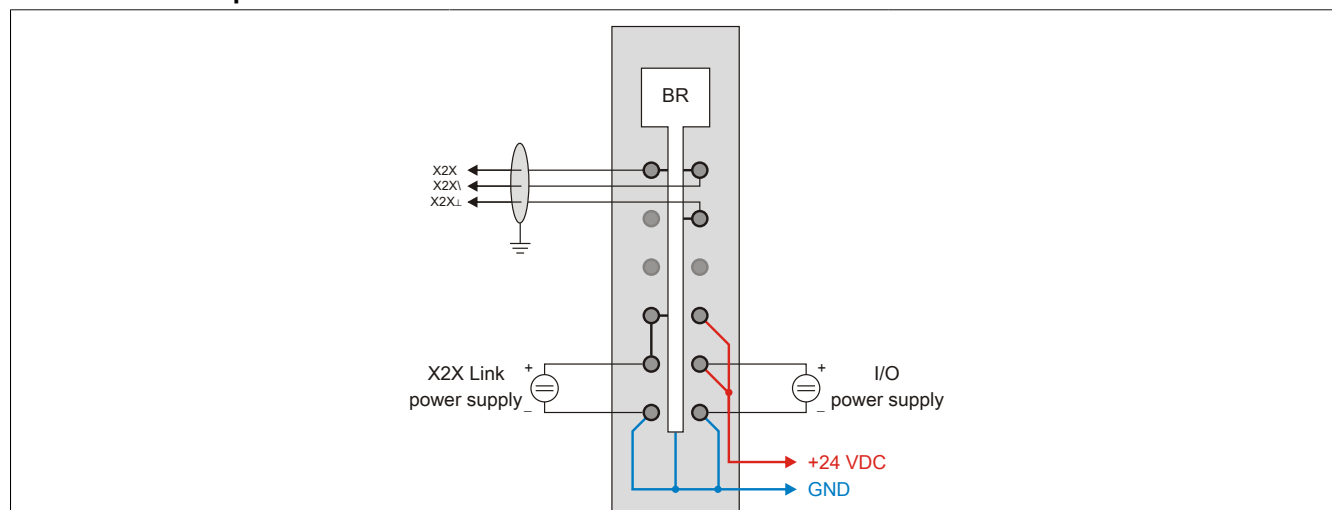 BR
X2X
X2X\
X2X⊥
X2X Link
power supply
+
–
I/O
power supply
+
–
+24 VDC
GND